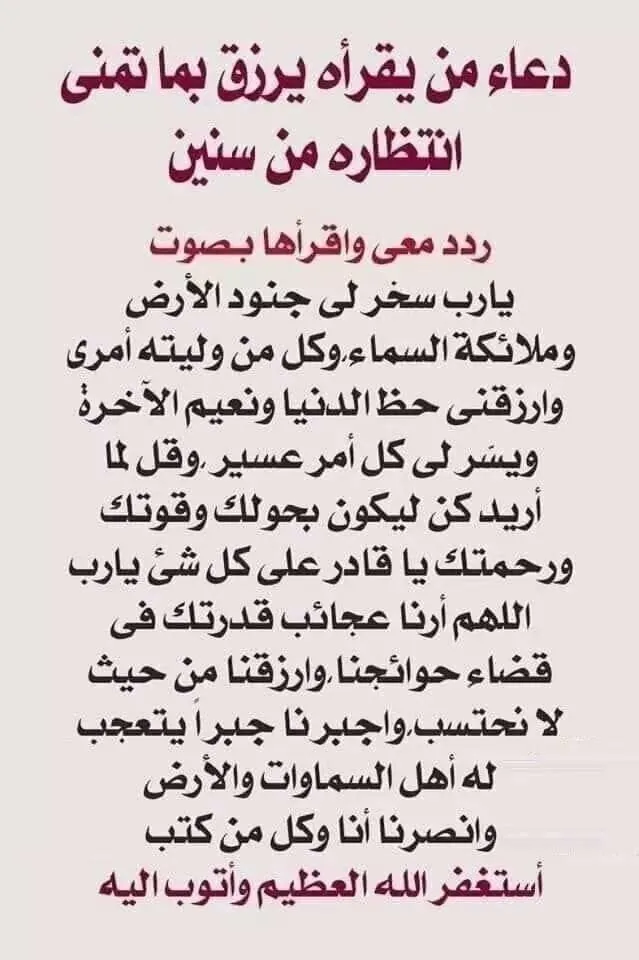 دعاء من يقرأه يرزق بما تمنى
انتظاره من سنين
ردد معى واقرأها بصوت
يارب سخر لى جنود الأرض
وملائكة السماء,وكل من وليته أمرى
وارزقنى حظ الدنيا ونعيم الآخرة
ويسَر لى كل أمر عسير ,وقل لما
أريد كن ليكون بحولك وقوتك
ورحمتك يا قادر على كل شئ يارب
اللهم أرنا عجائب قدرتك فى
قضاء حوائجنا,وارزقنا من حيث
لا نحتسب,واجبرنا جبراً يتعجب
له أهل السماوات والأرض
وانصرنا أنا وكل من كتب
أستغفر الله العظيم وأتوب اليه